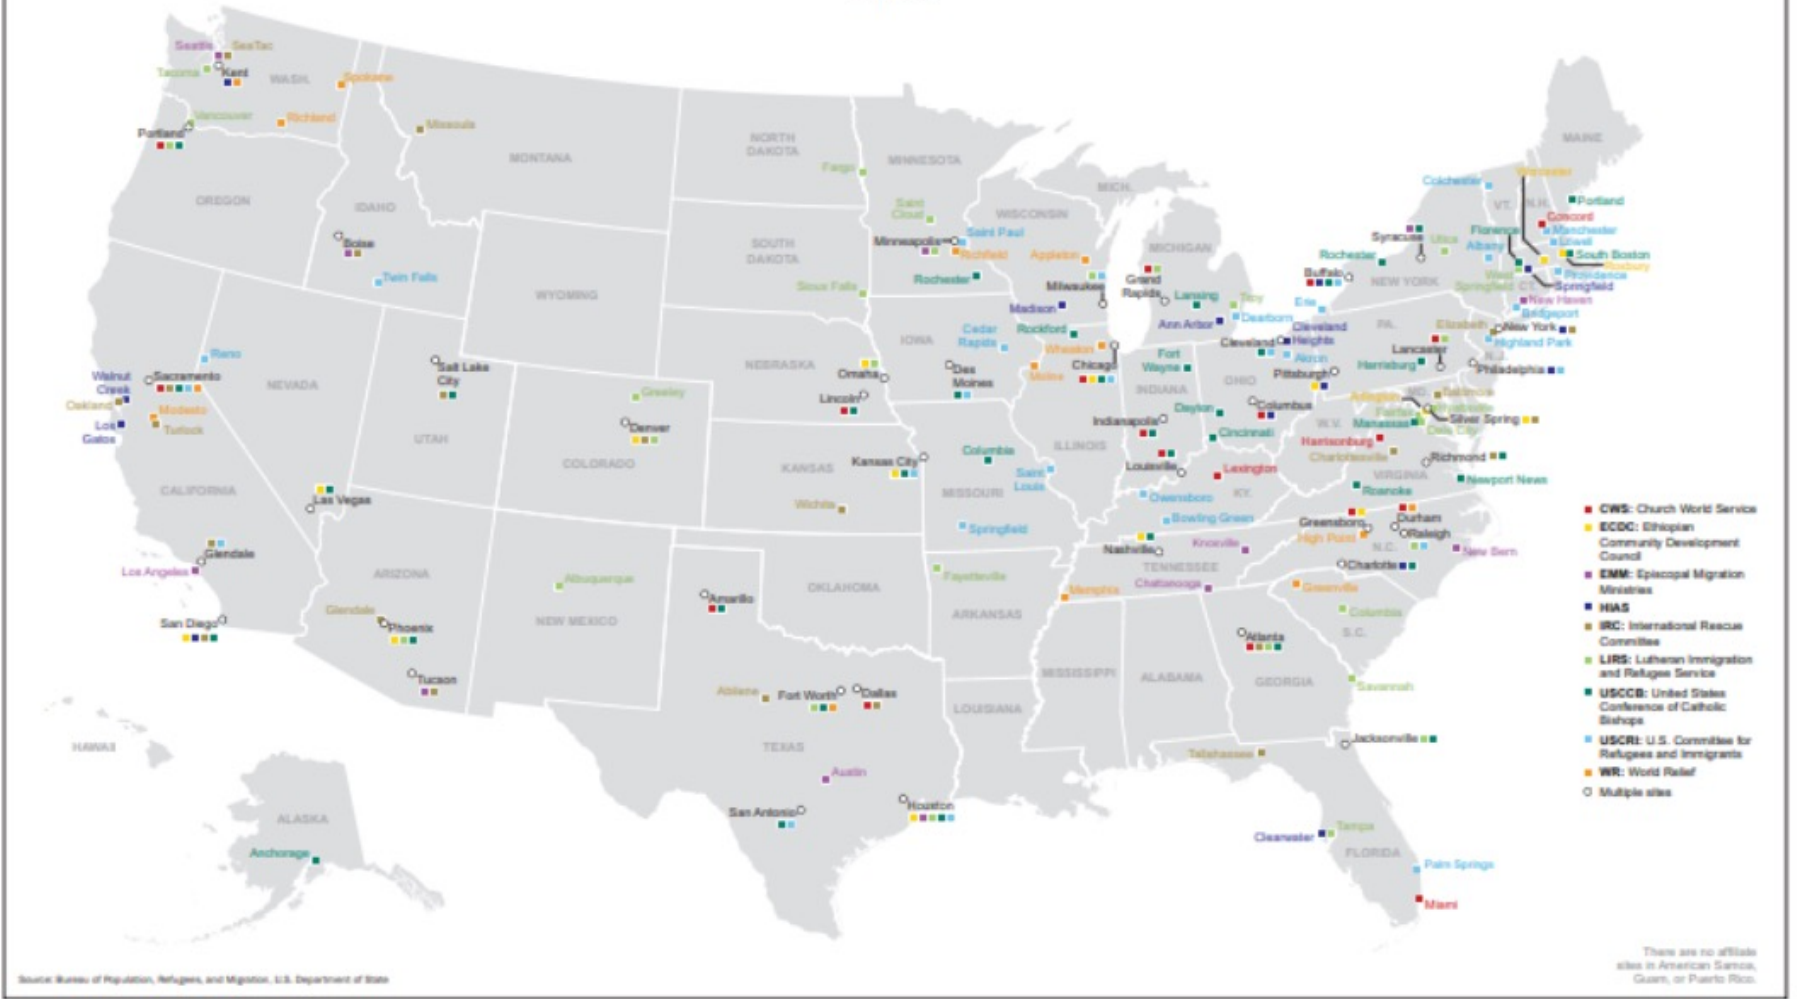 Seattle
SeaTac
Tacoma
Kent
WASH.
Spokane
Vancouver
Richland
Portland
Missoula
MONTANA
OREGON
IDAHO
Boise
Twin Falls
WYOMING
NORTH
DAKOTA
Fargo
MINNESOTA
SOUTH
DAKOTA
Saint
Cloud
Minneapolis
Saint Paul
Richfield
Rochester
Sioux Falls
WISCONSIN
MICH.
MICHIGAN
Appleton
Milwaukee
Madison
Grand
Rapids
Lansing
Troy
Ann Arbor
Dearborn
Reno
Walnut
Creek
Sacramento
Oakland
Modesto
Los
Gatos
Turlock
NEVADA
CALIFORNIA
Las Vegas
Salt Lake
City
UTAH
Greeley
Denver
COLORADO
NEBRASKA
Omaha
Lincoln
IOWA
Cedar
Rapids
Des
Moines
Moline
Rockford
Wheaton
Chicago
Fort
Wayne
INDIANA
Indianapolis
ILLINOIS
KANSAS
Kansas City
Wichita
Columbia
MISSOURI
Saint
Louis
Springfield
OHIO
Cleveland
Cleveland
Heights
Akron
Columbus
Dayton
Cincinnati
Louisville
Lexington
KY.
Owensboro
Bowling Green
Erie
Pittsburgh
PA.
Harrisburg
Lancaster
Philadelphia
N.J.
Elizabeth
New York
Highland Park
Bridgeport
New Haven
CT.
Springfield
West
Springfield
Providence
Roxbury
South Boston
Lowell
Manchester
Concord
Portland
MAINE
Worcester
Colchester
VT.
N.H.
Florence
Albany
Utica
Syracuse
Rochester
Buffalo
NEW YORK
Baltimore
MD.
Arlington
Silver Spring
Fairfax
Manassas
Dale City
W.V.
Harrisonburg
Charlottesville
VIRGINIA
Richmond
Newport News
Roanoke
Greensboro
High Point
Durham
Raleigh
N.C.
New Bern
Charlotte
Nashville
Knoxville
TENNESSEE
Chattanooga
Memphis
Greenville
Columbia
S.C.
Glendale
Los Angeles
San Diego
ARIZONA
Glendale
Phoenix
Tucson
Albuquerque
NEW MEXICO
Amarillo
OKLAHOMA
Fayetteville
ARKANSAS
MISSISSIPPI
ALABAMA
Atlanta
GEORGIA
Savannah
Abilene
Fort Worth
Dallas
LOUISIANA
TEXAS
Austin
San Antonio
Houston
Tallahassee
Jacksonville
Clearwater
Tampa
FLORIDA
Palm Springs
Miami
HAWAII
ALASKA
Anchorage
CWS: Church World Service
ECDC: Ethiopian
Community Development
Council
EMM: Episcopal Migration
Ministries
HIAS
IRC: International Rescue
Committee
LIRS: Lutheran Immigration
and Refugee Service
USCCB: United States
Conference of Catholic
Bishops
USCRI: U.S. Committee for
Refugees and Immigrants
WR: World Relief
Multiple sites
There are no affiliate
sites in American Samoa,
Guam, or Puerto Rico.
Source: Bureau of Population, Refugees, and Migration, U.S. Department of State